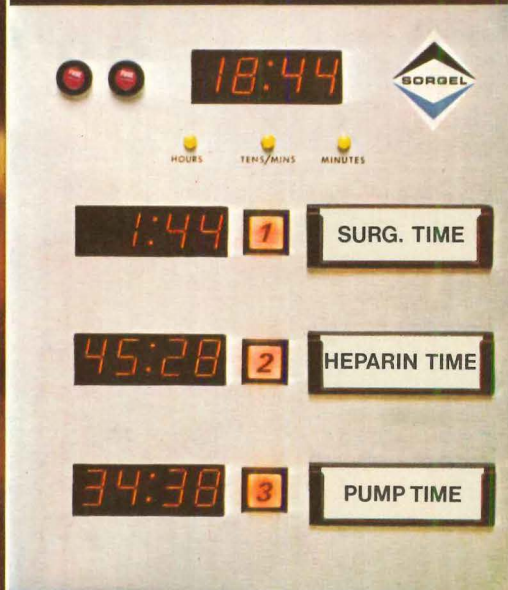 18:44
SORGEL
HOURS TENS/MINS MINUTES
1:44 1 SURG. TIME
45:28 2 HEPARIN TIME
34:38 3 PUMP TIME